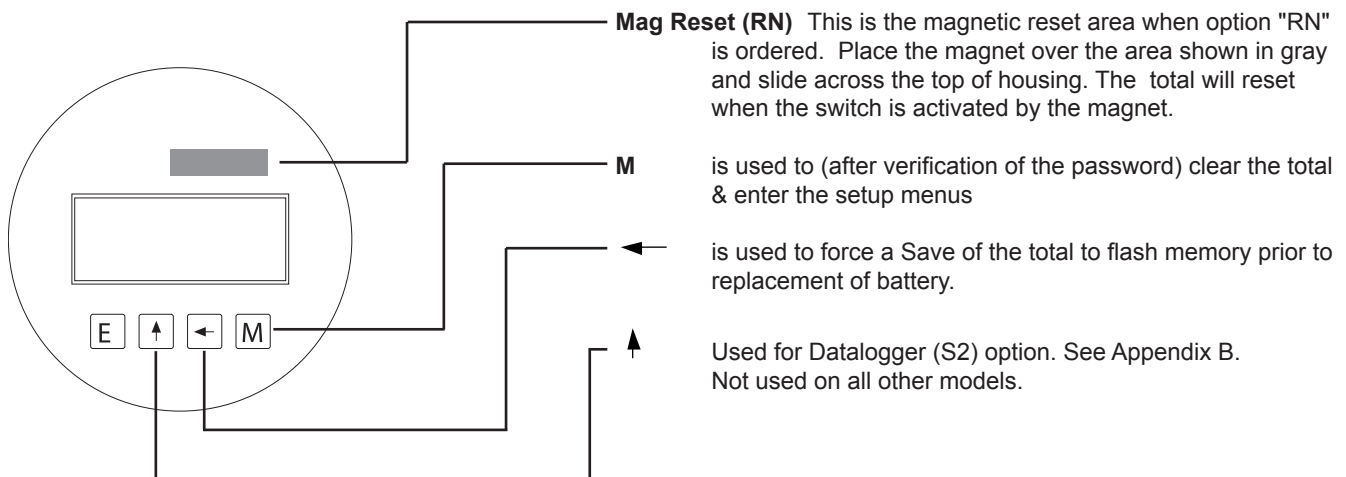 Mag Reset (RN) This is the magnetic reset area when option "RN"
is ordered. Place the magnet over the area shown in gray
and slide across the top of housing. The total will reset
when the switch is activated by the magnet.
M is used to (after verification of the password) clear the total
& enter the setup menus
← is used to force a Save of the total to flash memory prior to
replacement of battery.
E ↑ ← M
↑ Used for Datalogger (S2) option. See Appendix B.
Not used on all other models.